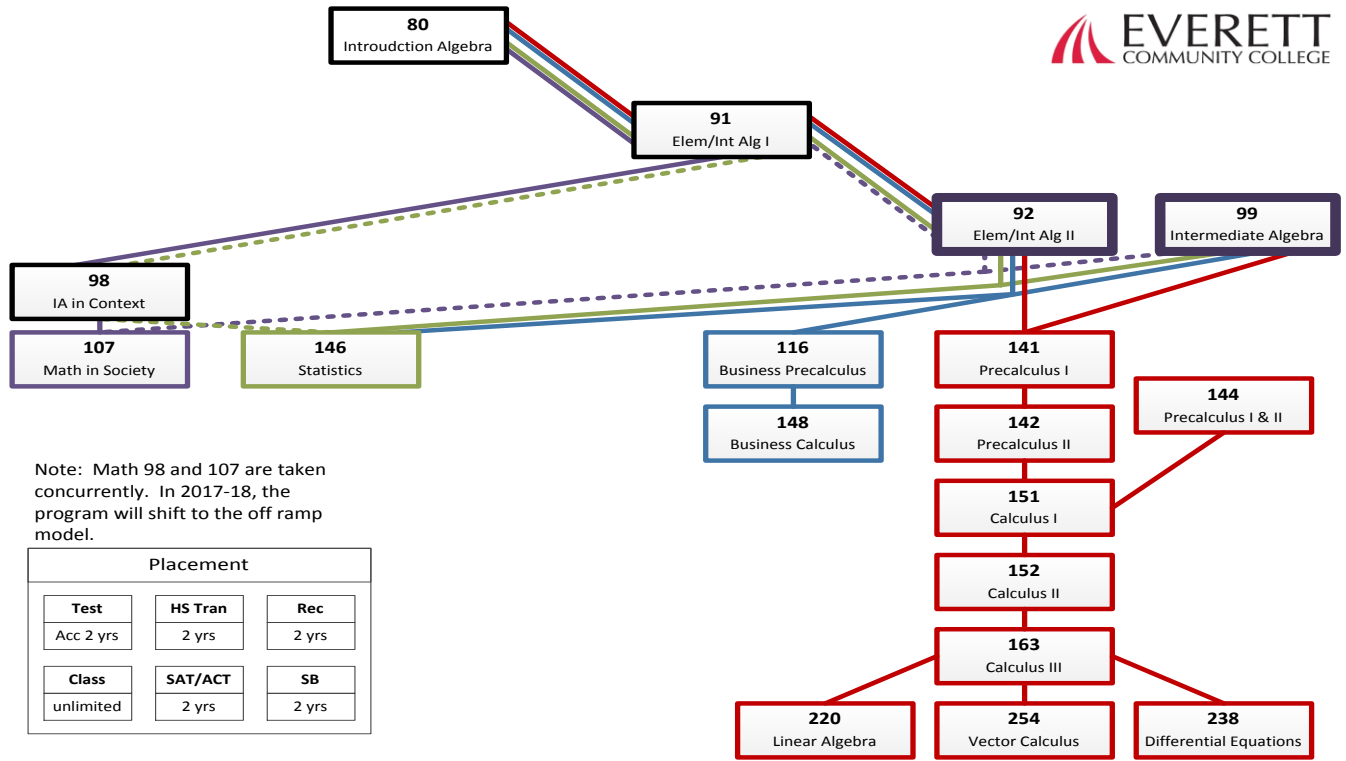 80
Introudction Algebra
EVERETT
COMMUNITY COLLEGE
91
Elem/Int Alg I
92
Elem/Int Alg II
99
Intermediate Algebra
98
IA in Context
107
Math in Society
146
Statistics
116
Business Precalculus
141
Precalculus I
144
Precalculus I & II
148
Business Calculus
142
Precalculus II
151
Calculus I
152
Calculus II
163
Calculus III
220
Linear Algebra
254
Vector Calculus
238
Differential Equations
Note:  Math 98 and 107 are taken
concurrently.  In 2017-18, the
program will shift to the off ramp
model.
Placement
Test
Acc 2 yrs
HS Tran
2 yrs
Rec
2 yrs
Class
unlimited
SAT/ACT
2 yrs
SB
2 yrs